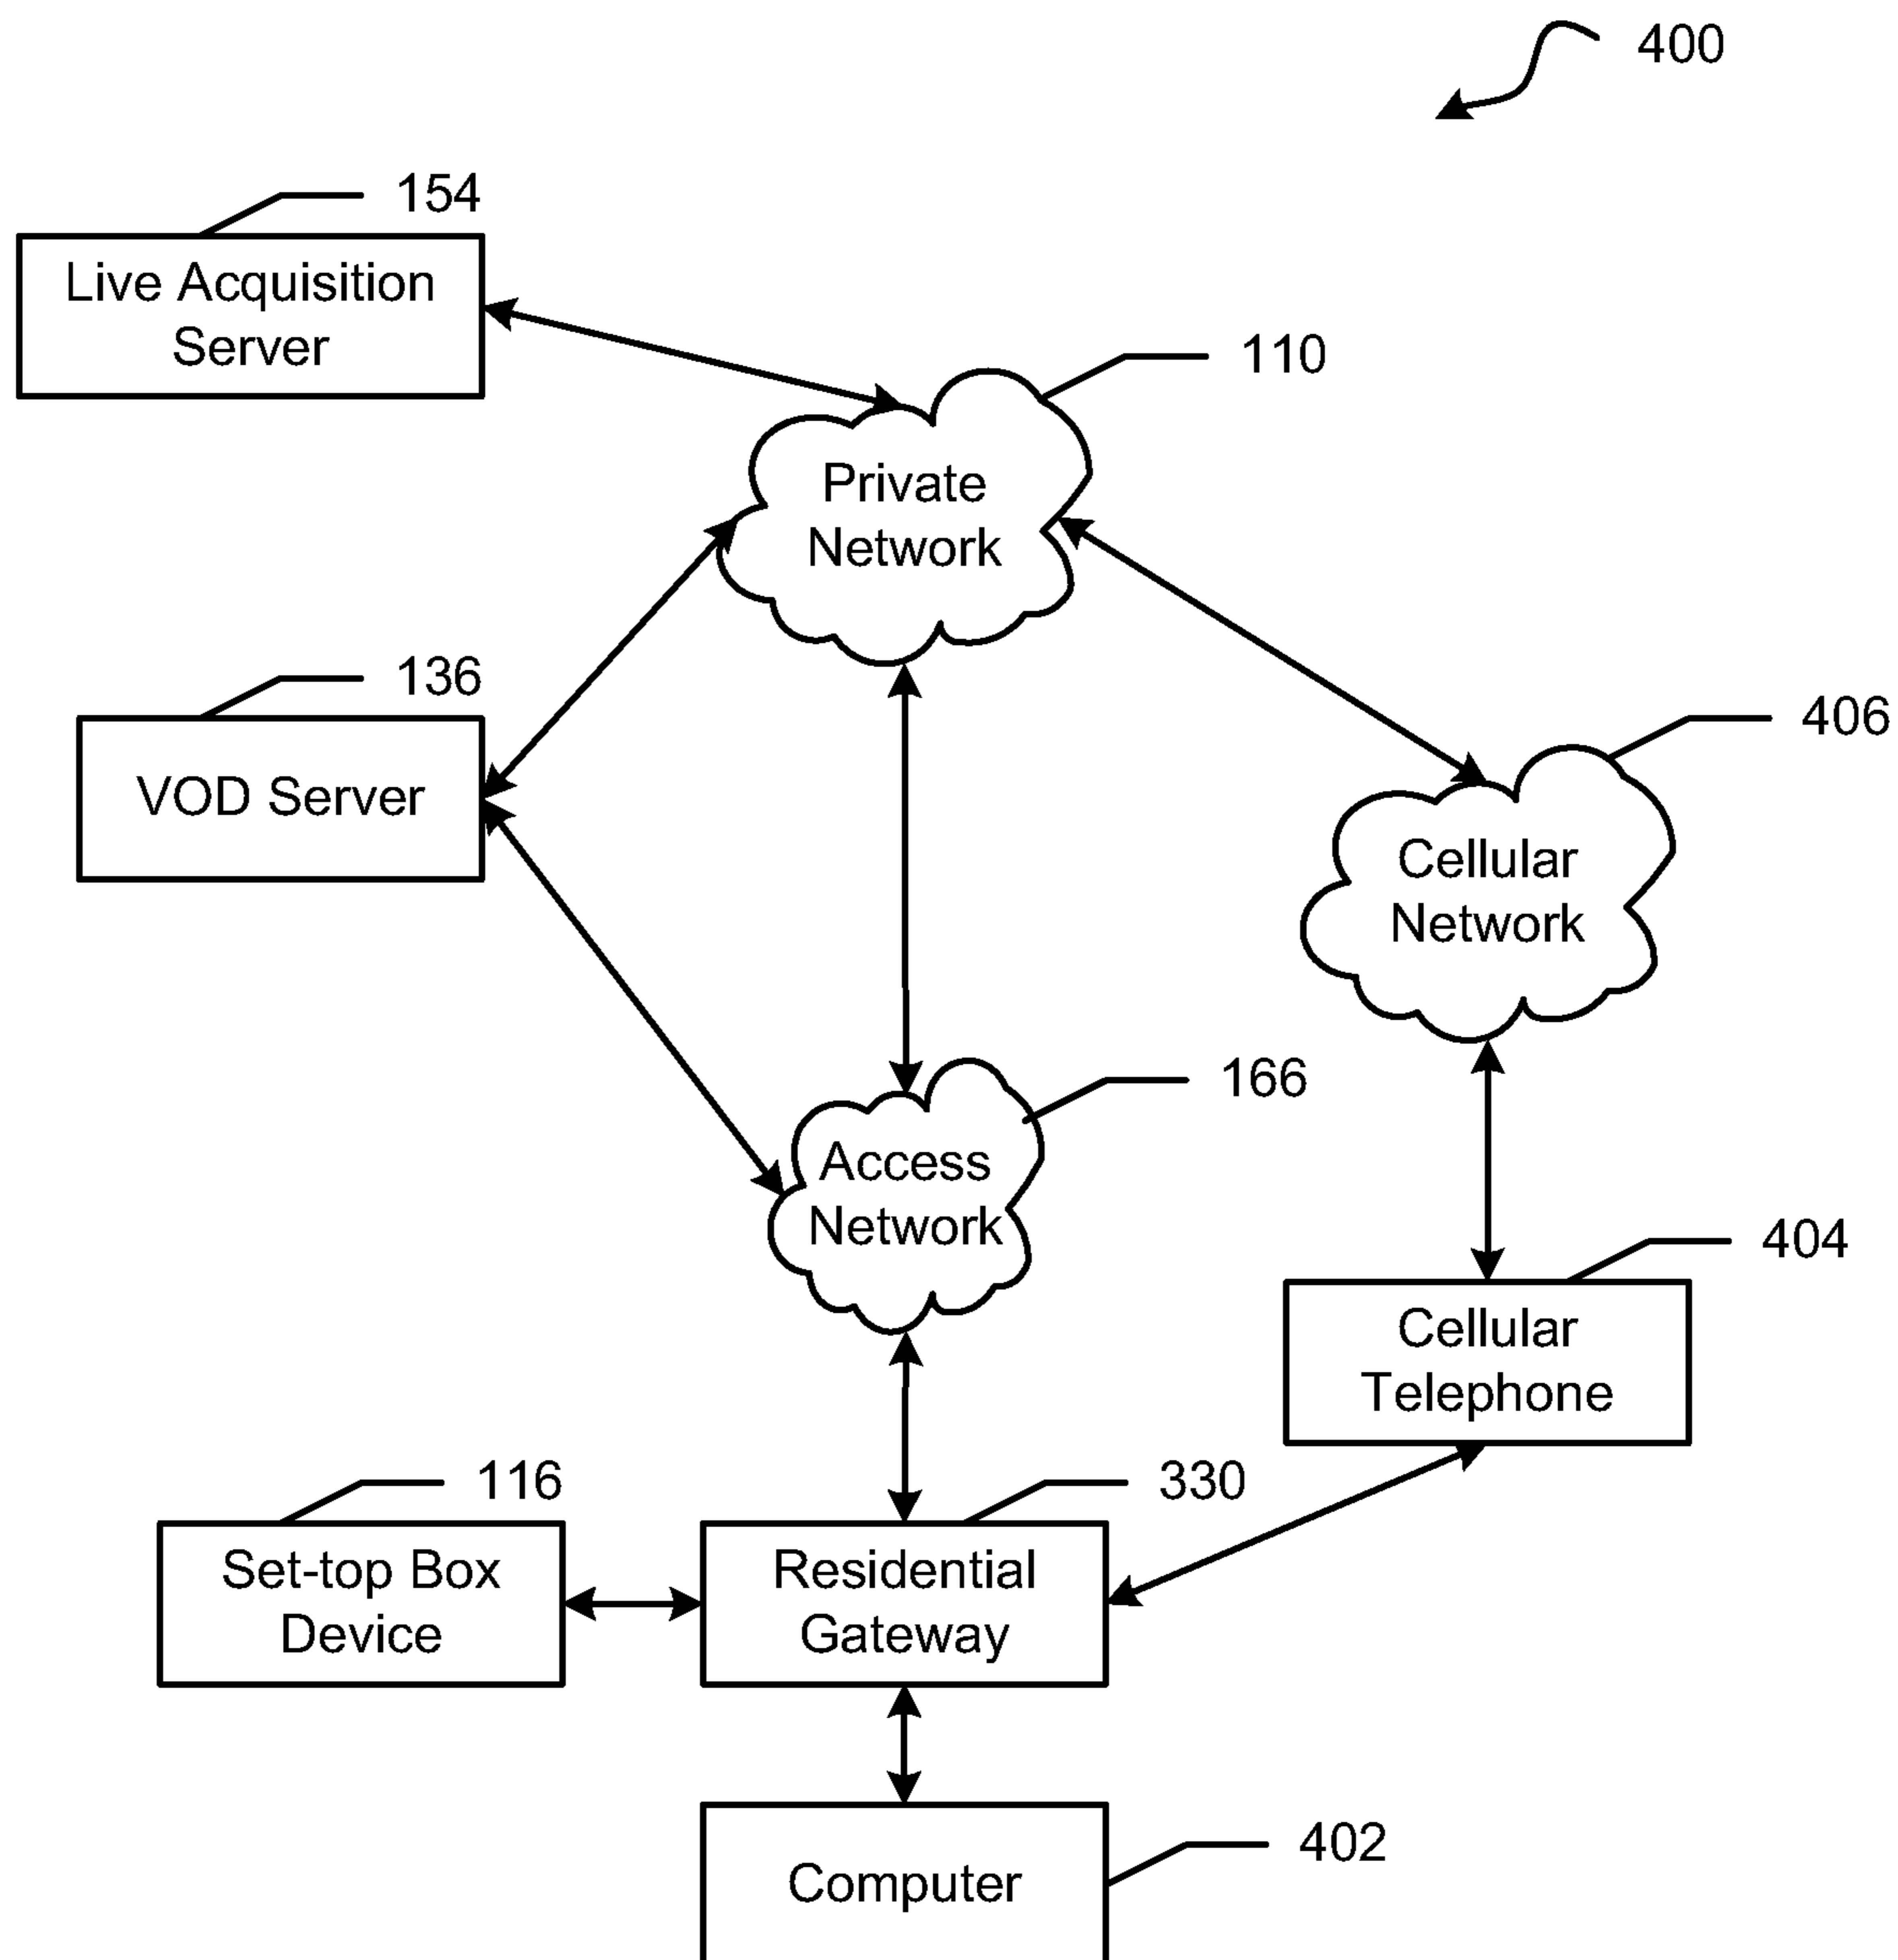 400
154
Live Acquisition
Server
110
Private
Network
136
VOD Server
406
Cellular
Network
166
Access
Network
404
Cellular
Telephone
116
Set-top Box
Device
330
Residential
Gateway
402
Computer